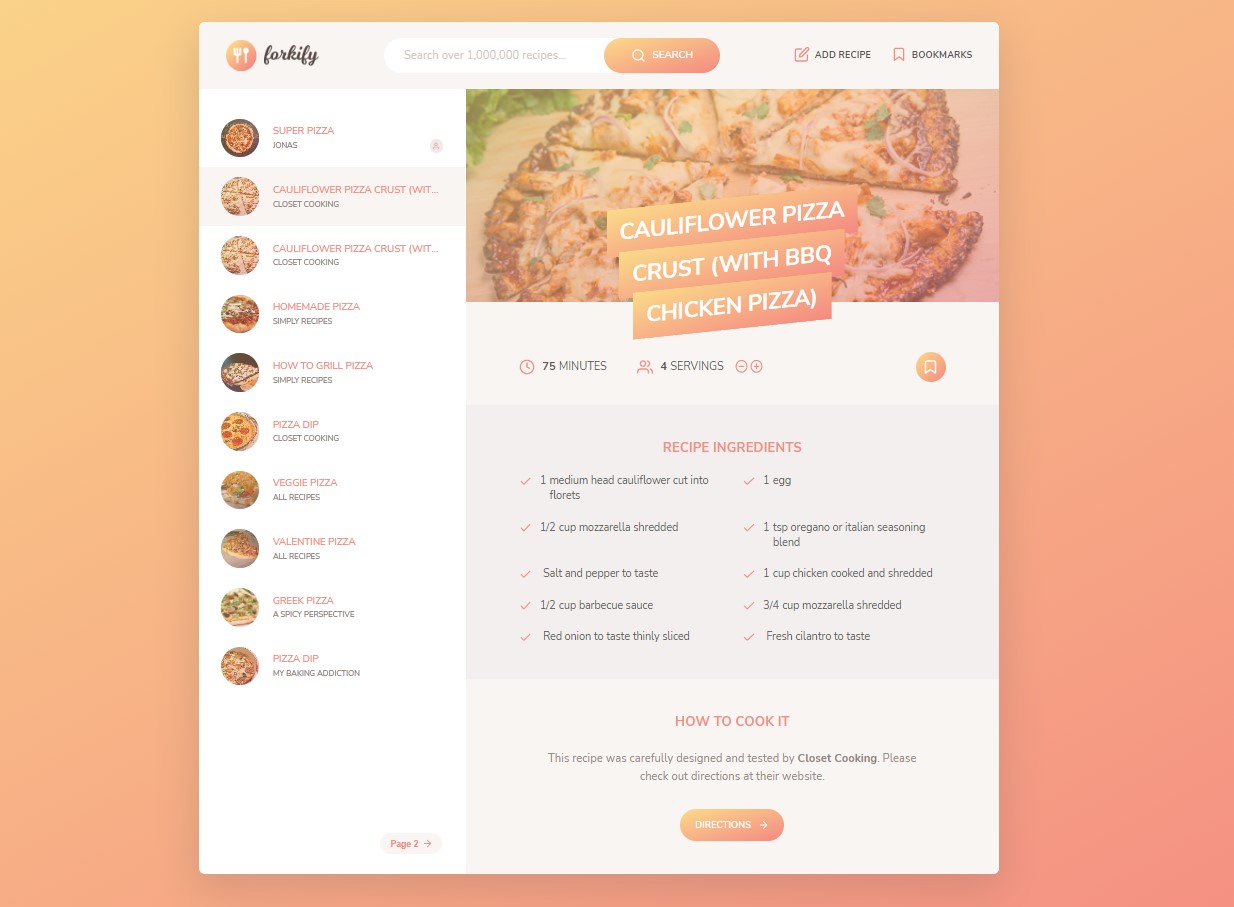 forkify
Search over 1,000,000 recipes...
SEARCH
ADD RECIPE
BOOKMARKS
SUPER PIZZA
JONAS
CAULIFLOWER PIZZA CRUST (WIT...
CLOSET COOKING
CAULIFLOWER PIZZA CRUST (WIT...
CLOSET COOKING
HOMEMADE PIZZA
SIMPLY RECIPES
HOW TO GRILL PIZZA
SIMPLY RECIPES
PIZZA DIP
CLOSET COOKING
VEGGIE PIZZA
ALL RECIPES
VALENTINE PIZZA
ALL RECIPES
GREEK PIZZA
A SPICY PERSPECTIVE
PIZZA DIP
MY BAKING ADDICTION
Page 2
CAULIFLOWER PIZZA
CRUST (WITH BBQ
CHICKEN PIZZA)
75 MINUTES
4 SERVINGS
RECIPE INGREDIENTS
1 medium head cauliflower cut into
florets
1 egg
1/2 cup mozzarella shredded
1 tsp oregano or italian seasoning
blend
Salt and pepper to taste
1 cup chicken cooked and shredded
1/2 cup barbecue sauce
3/4 cup mozzarella shredded
Red onion to taste thinly sliced
Fresh cilantro to taste
HOW TO COOK IT
This recipe was carefully designed and tested by Closet Cooking. Please
check out directions at their website.
DIRECTIONS